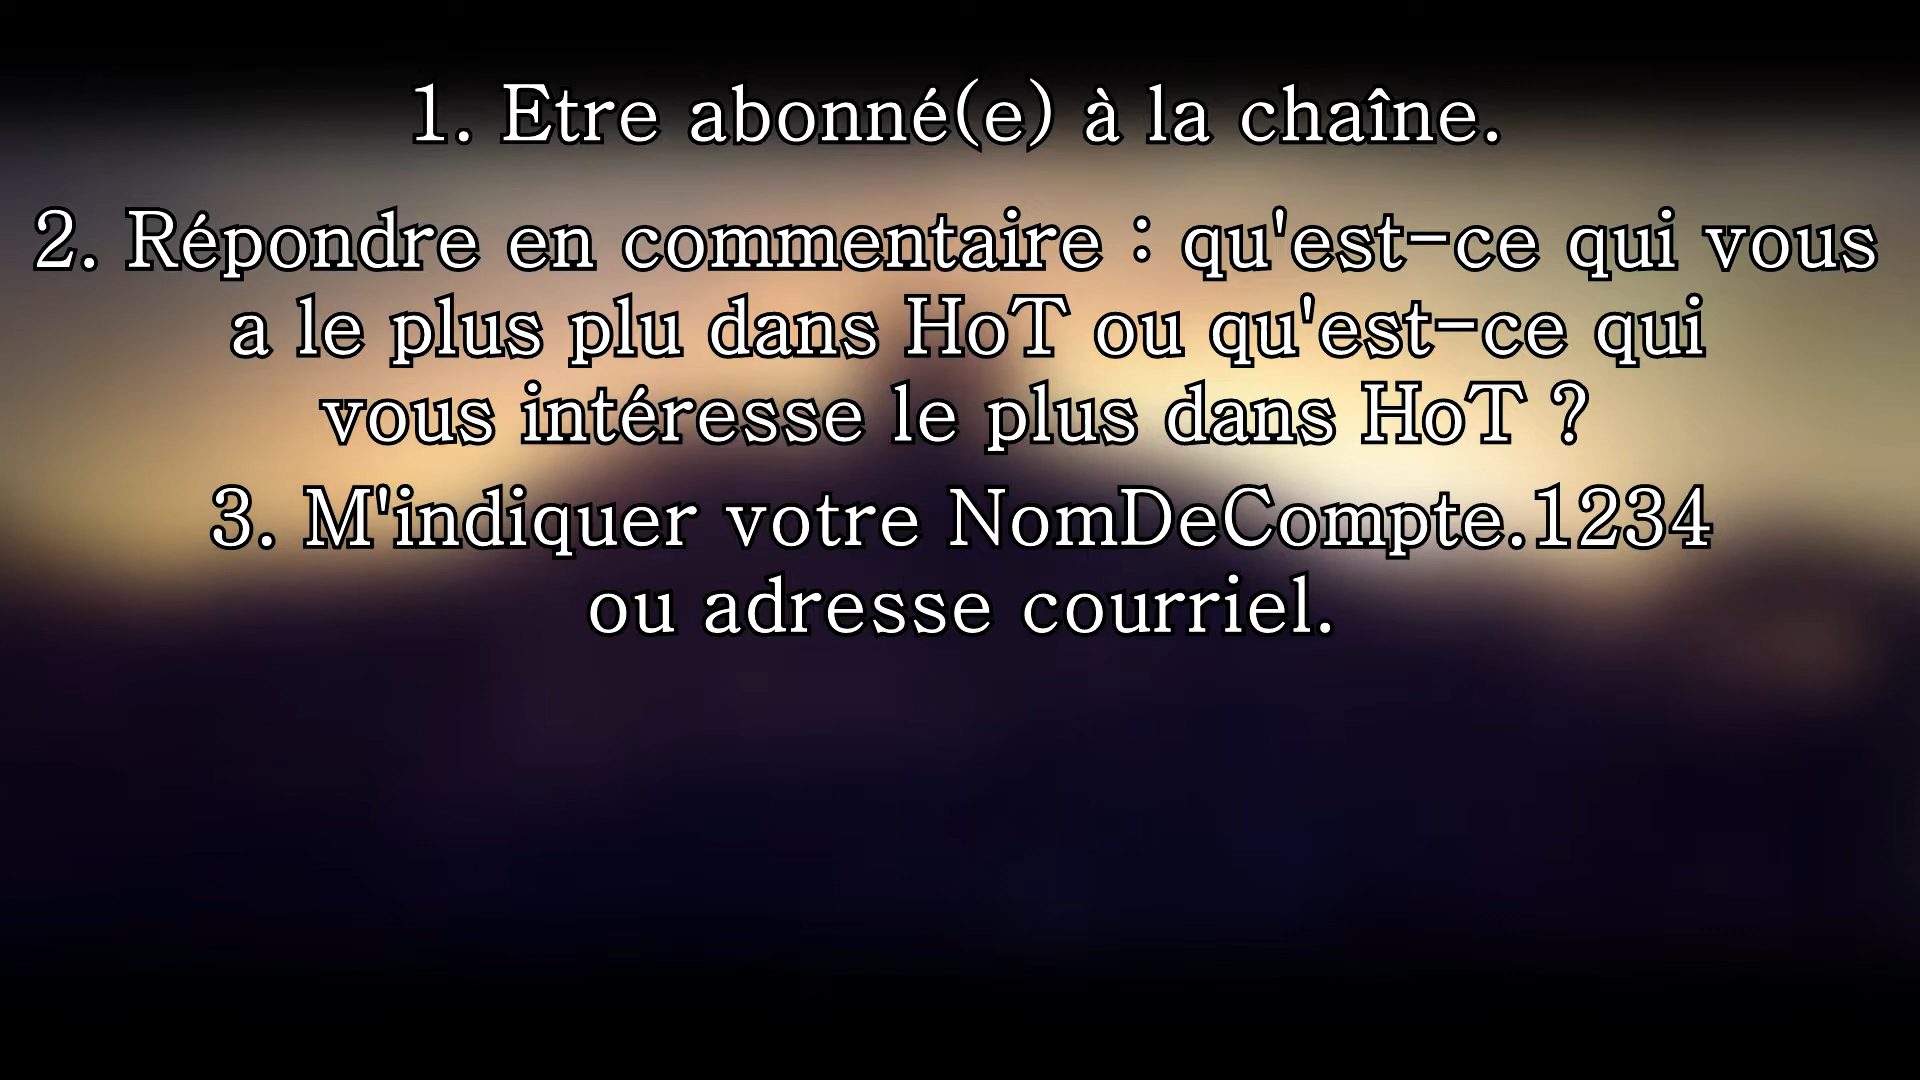 1. Etre abonné(e) à la chaîne.
2. Répondre en commentaire : qu'est-ce qui vous
a le plus plu dans HoT ou qu'est-ce qui
vous intéresse le plus dans HoT ?
3. M'indiquer votre NomDeCompte.1234
ou adresse courriel.